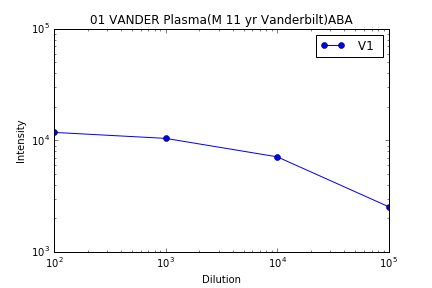 01 VANDER Plasma(M 11 yr Vanderbilt)ABA
V1
Intensity
10^5
10^4
10^3
10^2 10^3 10^4 10^5
Dilution